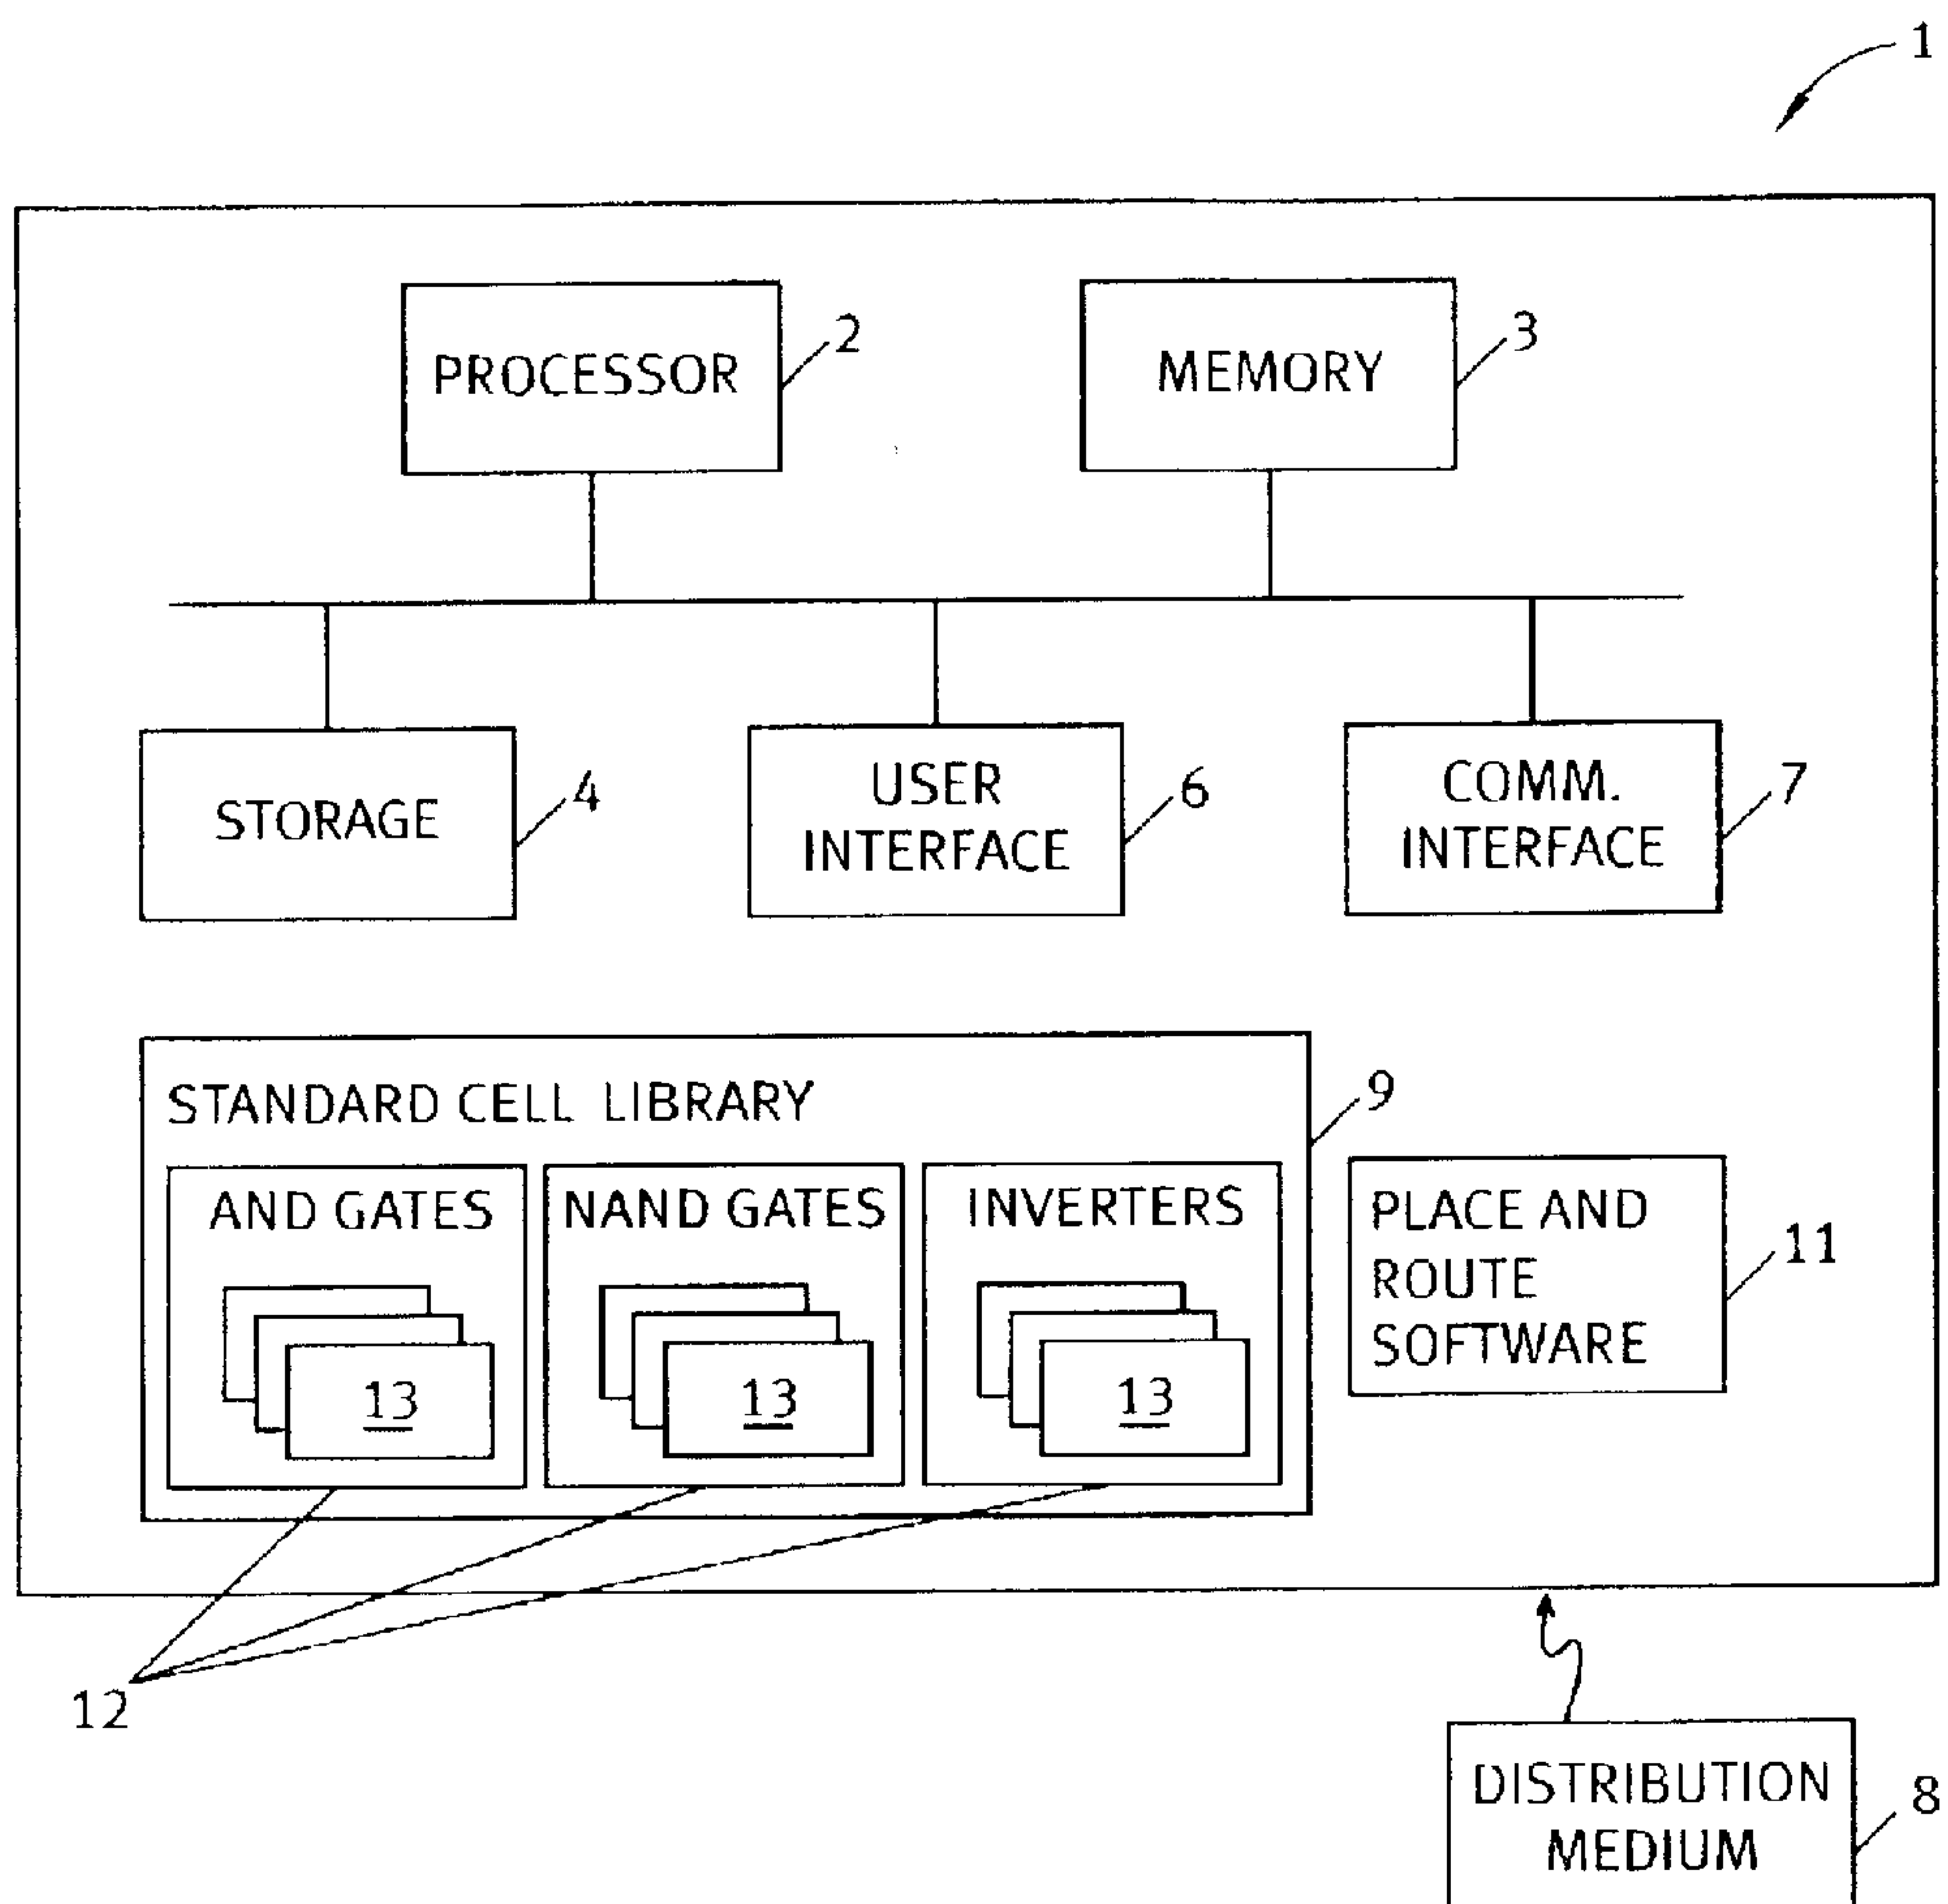 1
PROCESSOR
2
MEMORY
3
STORAGE
4
USER
INTERFACE
6
COMM.
INTERFACE
7
STANDARD CELL LIBRARY
9
AND GATES
13
NAND GATES
13
INVERTERS
13
PLACE AND
ROUTE
SOFTWARE
11
12
DISTRIBUTION
MEDIUM
8